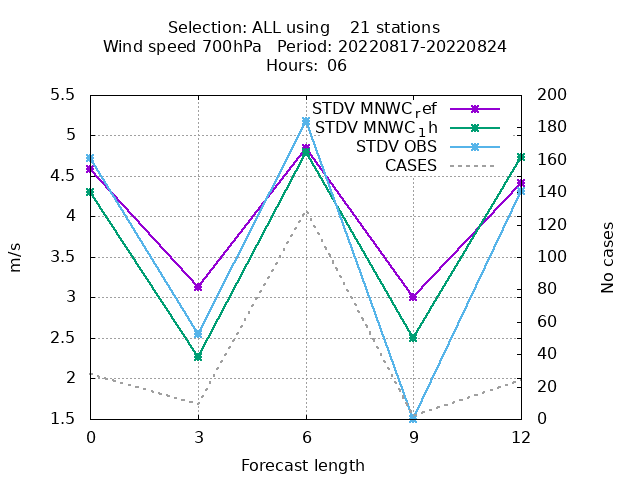 Selection: ALL using    21 stations
Wind speed 700hPa   Period: 20220817-20220824
Hours:  06
STDV MNWCref
STDV MNWC1h
STDV OBS
CASES
5.5
5
4.5
4
3.5
3
2.5
2
1.5
200
180
160
140
120
100
80
60
40
20
0
m/s
No cases
0 3 6 9 12
Forecast length